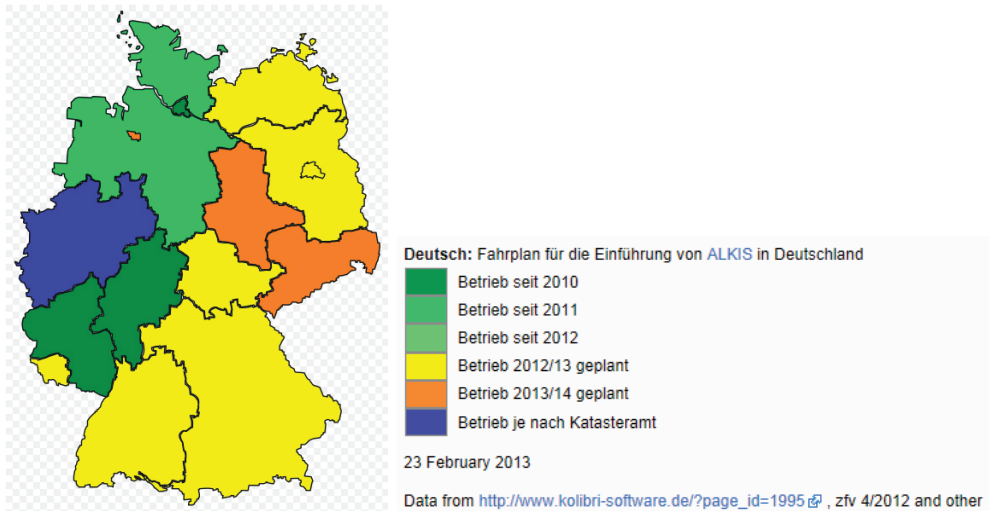 Deutsch: Fahrplan für die Einführung von ALKIS in Deutschland
Betrieb seit 2010
Betrieb seit 2011
Betrieb seit 2012
Betrieb 2012/13 geplant
Betrieb 2013/14 geplant
Betrieb je nach Katasteramt
23 February 2013
Data from http://www.kolibri-software.de/?page_id=1995 , zfv 4/2012 and other